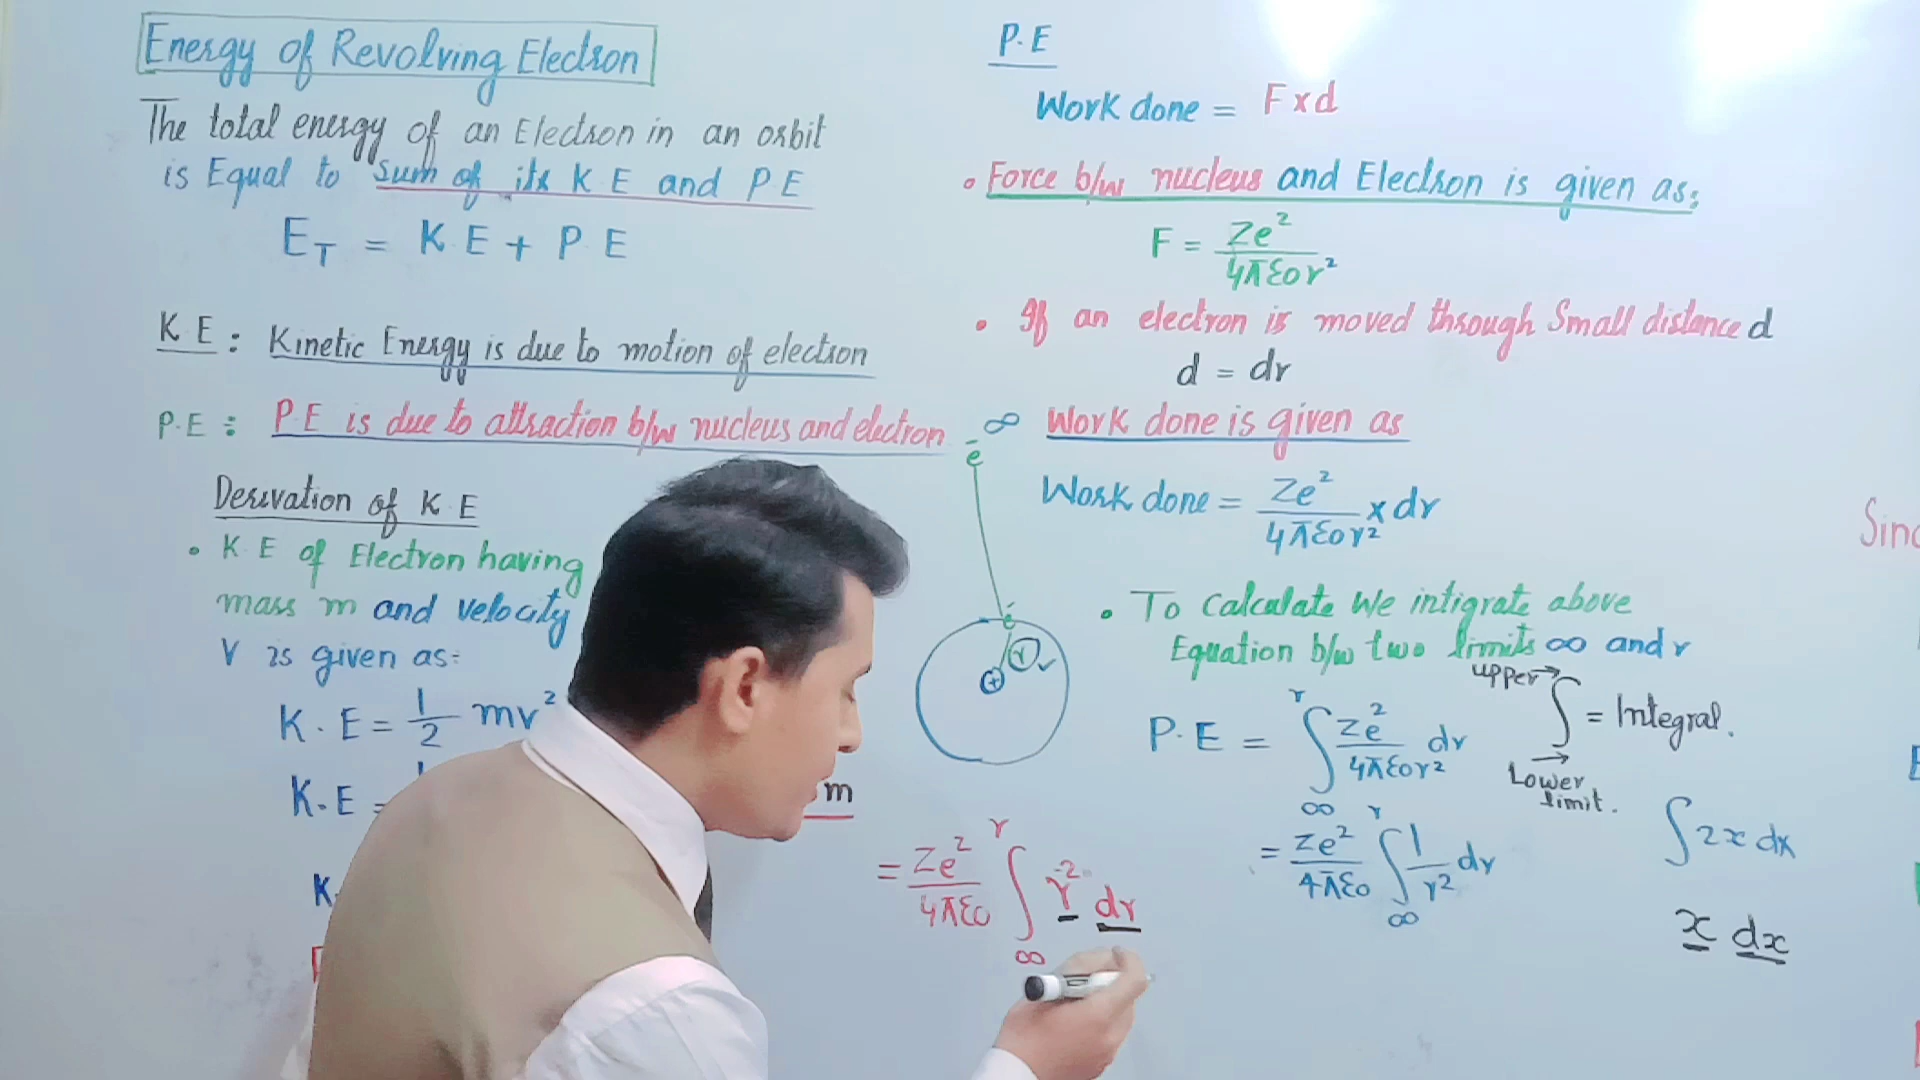 Energy of Revolving Electron
The total energy of an Electron in an orbit
is Equal to sum of its K E and P E
E_T = K.E + P E
K E : Kinetic Energy is due to motion of electron
P.E : P.E is due to attraction b/w nucleus and electron
Derivation of K E
• K E of Electron having
mass m and velocity
V is given as:
K.E = 1/2 mv²
K.E =
K.
m
∞
e⁻
e⁻
r
+
= Ze²/4πε0 ∫_∞^r r⁻² dr
P.E
Work done = F x d
• Force b/w nucleus and Electron is given as:
F = Ze²/4πε0r²
• If an electron is moved through Small distance d
d = dr
Work done is given as
Work done = Ze²/4πε0r² x dr
• To Calculate We intigrate above
Equation b/w two limits ∞ and r
P.E = ∫_∞^r Ze²/4πε0r² dr
upper → ∫ = Integral.
→ Lower
limit.
= Ze²/4πε0 ∫_∞^r 1/r² dr
∫2x dx
x dx
Sinc